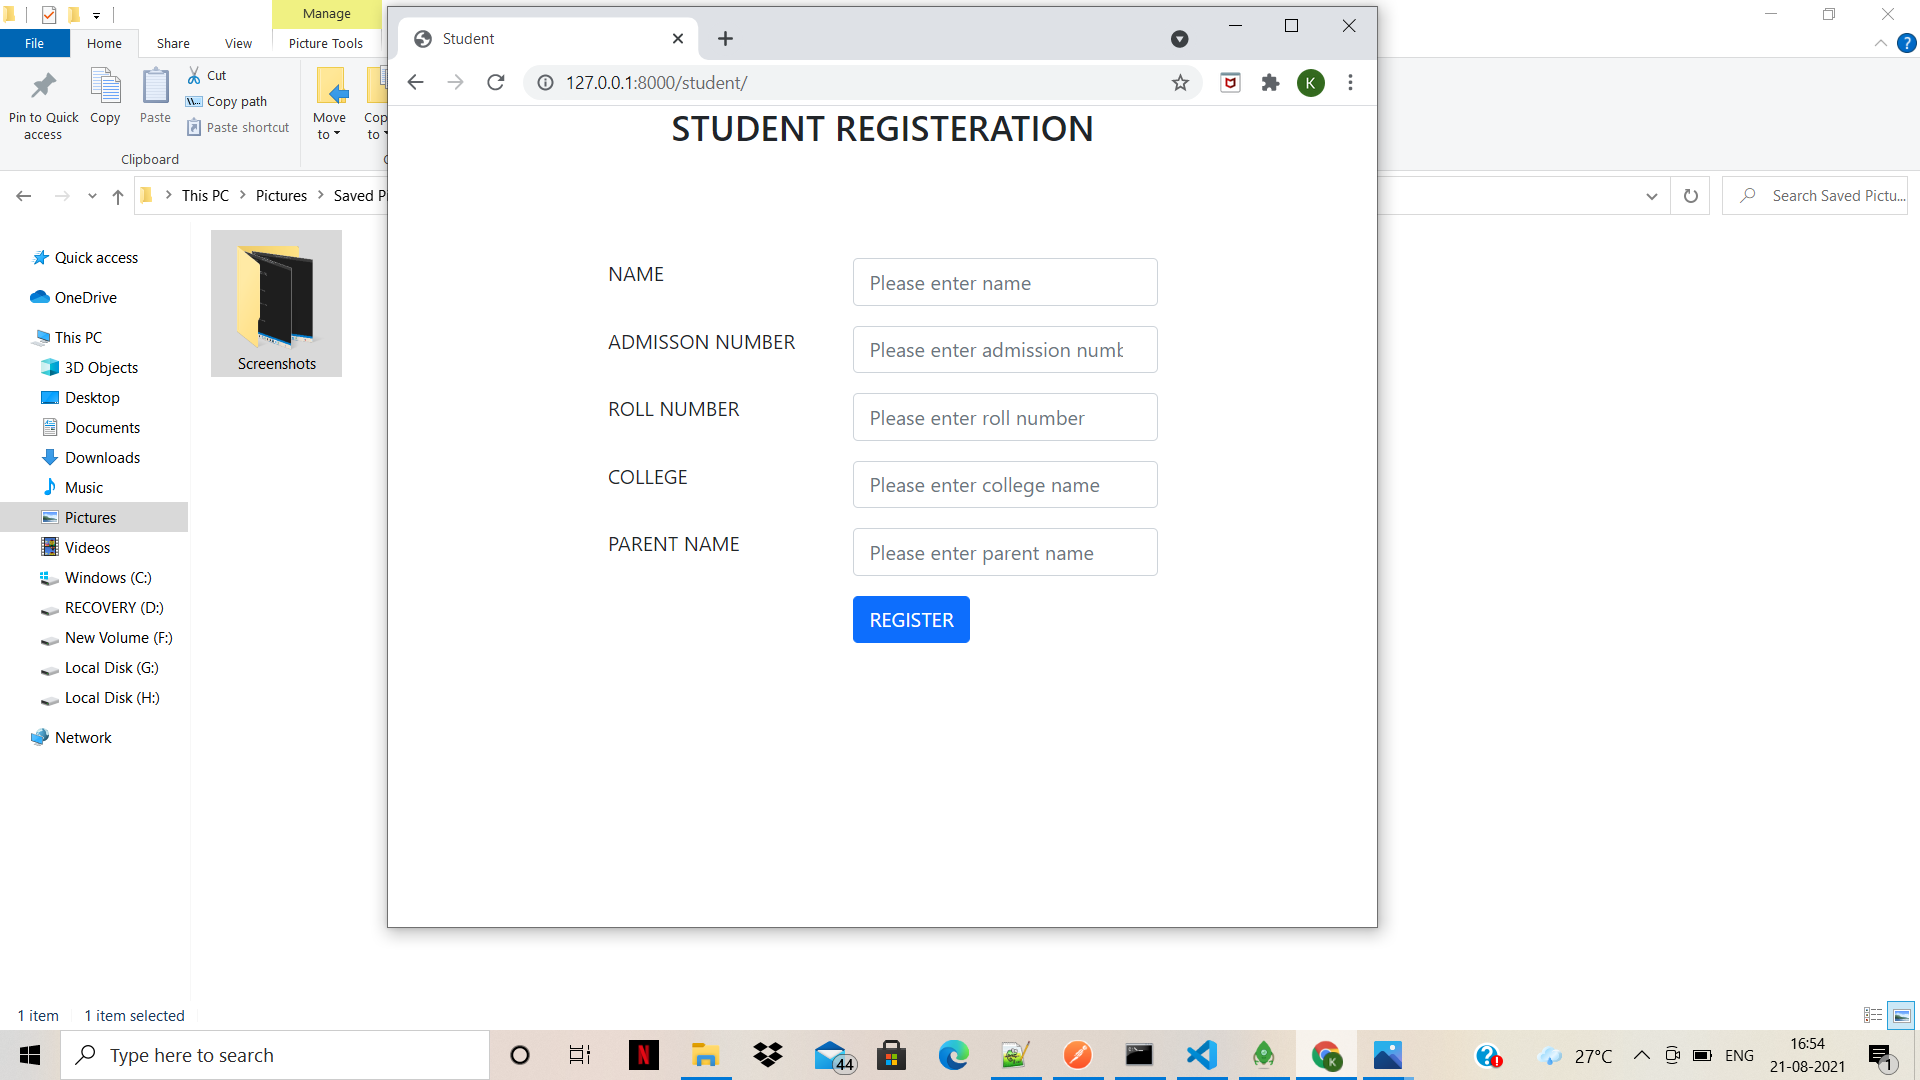 Manage
File
Home
Share
View
Picture Tools
Pin to Quick access
Copy
Paste
Cut
Copy path
Paste shortcut
Move to
Clipboard
This PC
Pictures
Student
127.0.0.1:8000/student/
K
Search Saved Pictu...
Quick access
OneDrive
This PC
3D Objects
Desktop
Documents
Downloads
Music
Pictures
Videos
Windows (C:)
RECOVERY (D:)
New Volume (F:)
Local Disk (G:)
Local Disk (H:)
Network
Screenshots
STUDENT REGISTERATION
NAME
Please enter name
ADMISSON NUMBER
Please enter admission numb
ROLL NUMBER
Please enter roll number
COLLEGE
Please enter college name
PARENT NAME
Please enter parent name
REGISTER
1 item
1 item selected
Type here to search
44
27°C
ENG
16:54
21-08-2021
1